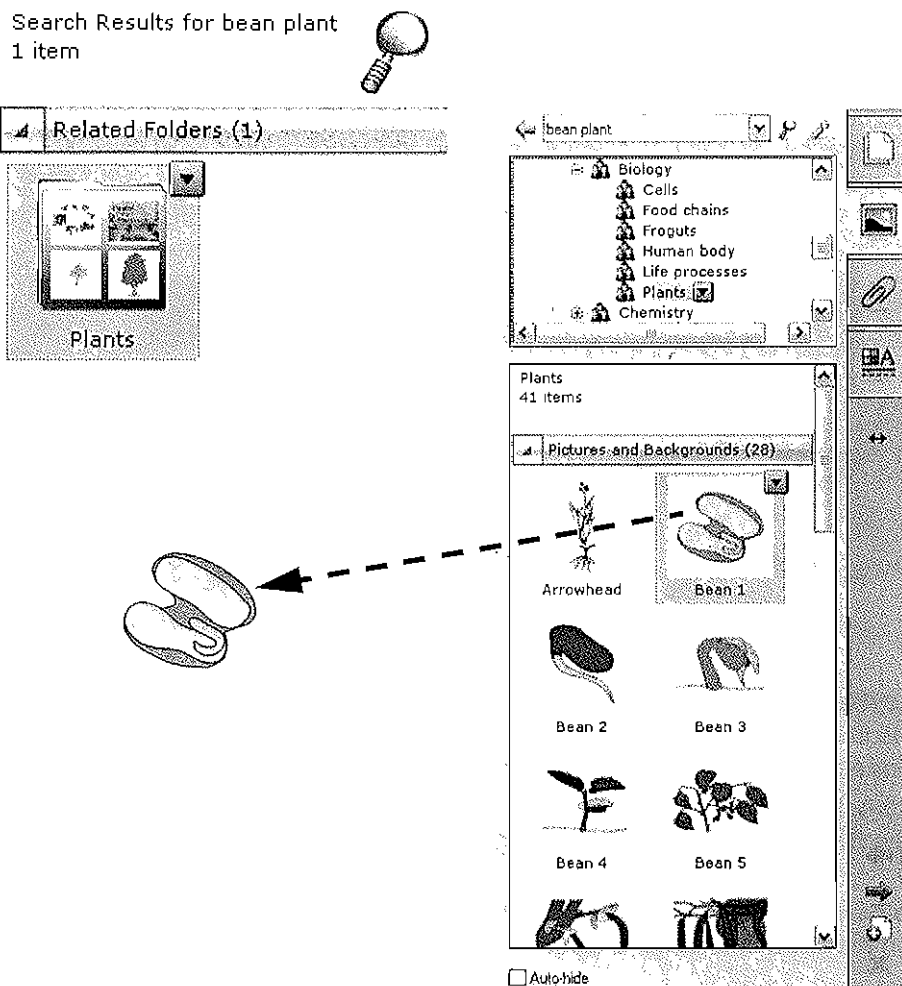 Search Results for bean plant
1 item
Related Folders (1)
Plants
bean plant
Biology
Cells
Food chains
Froguts
Human body
Life processes
Plants
Chemistry
Plants
41 items
Pictures and Backgrounds (28)
Arrowhead
Bean 1
Bean 2
Bean 3
Bean 4
Bean 5
Auto-hide